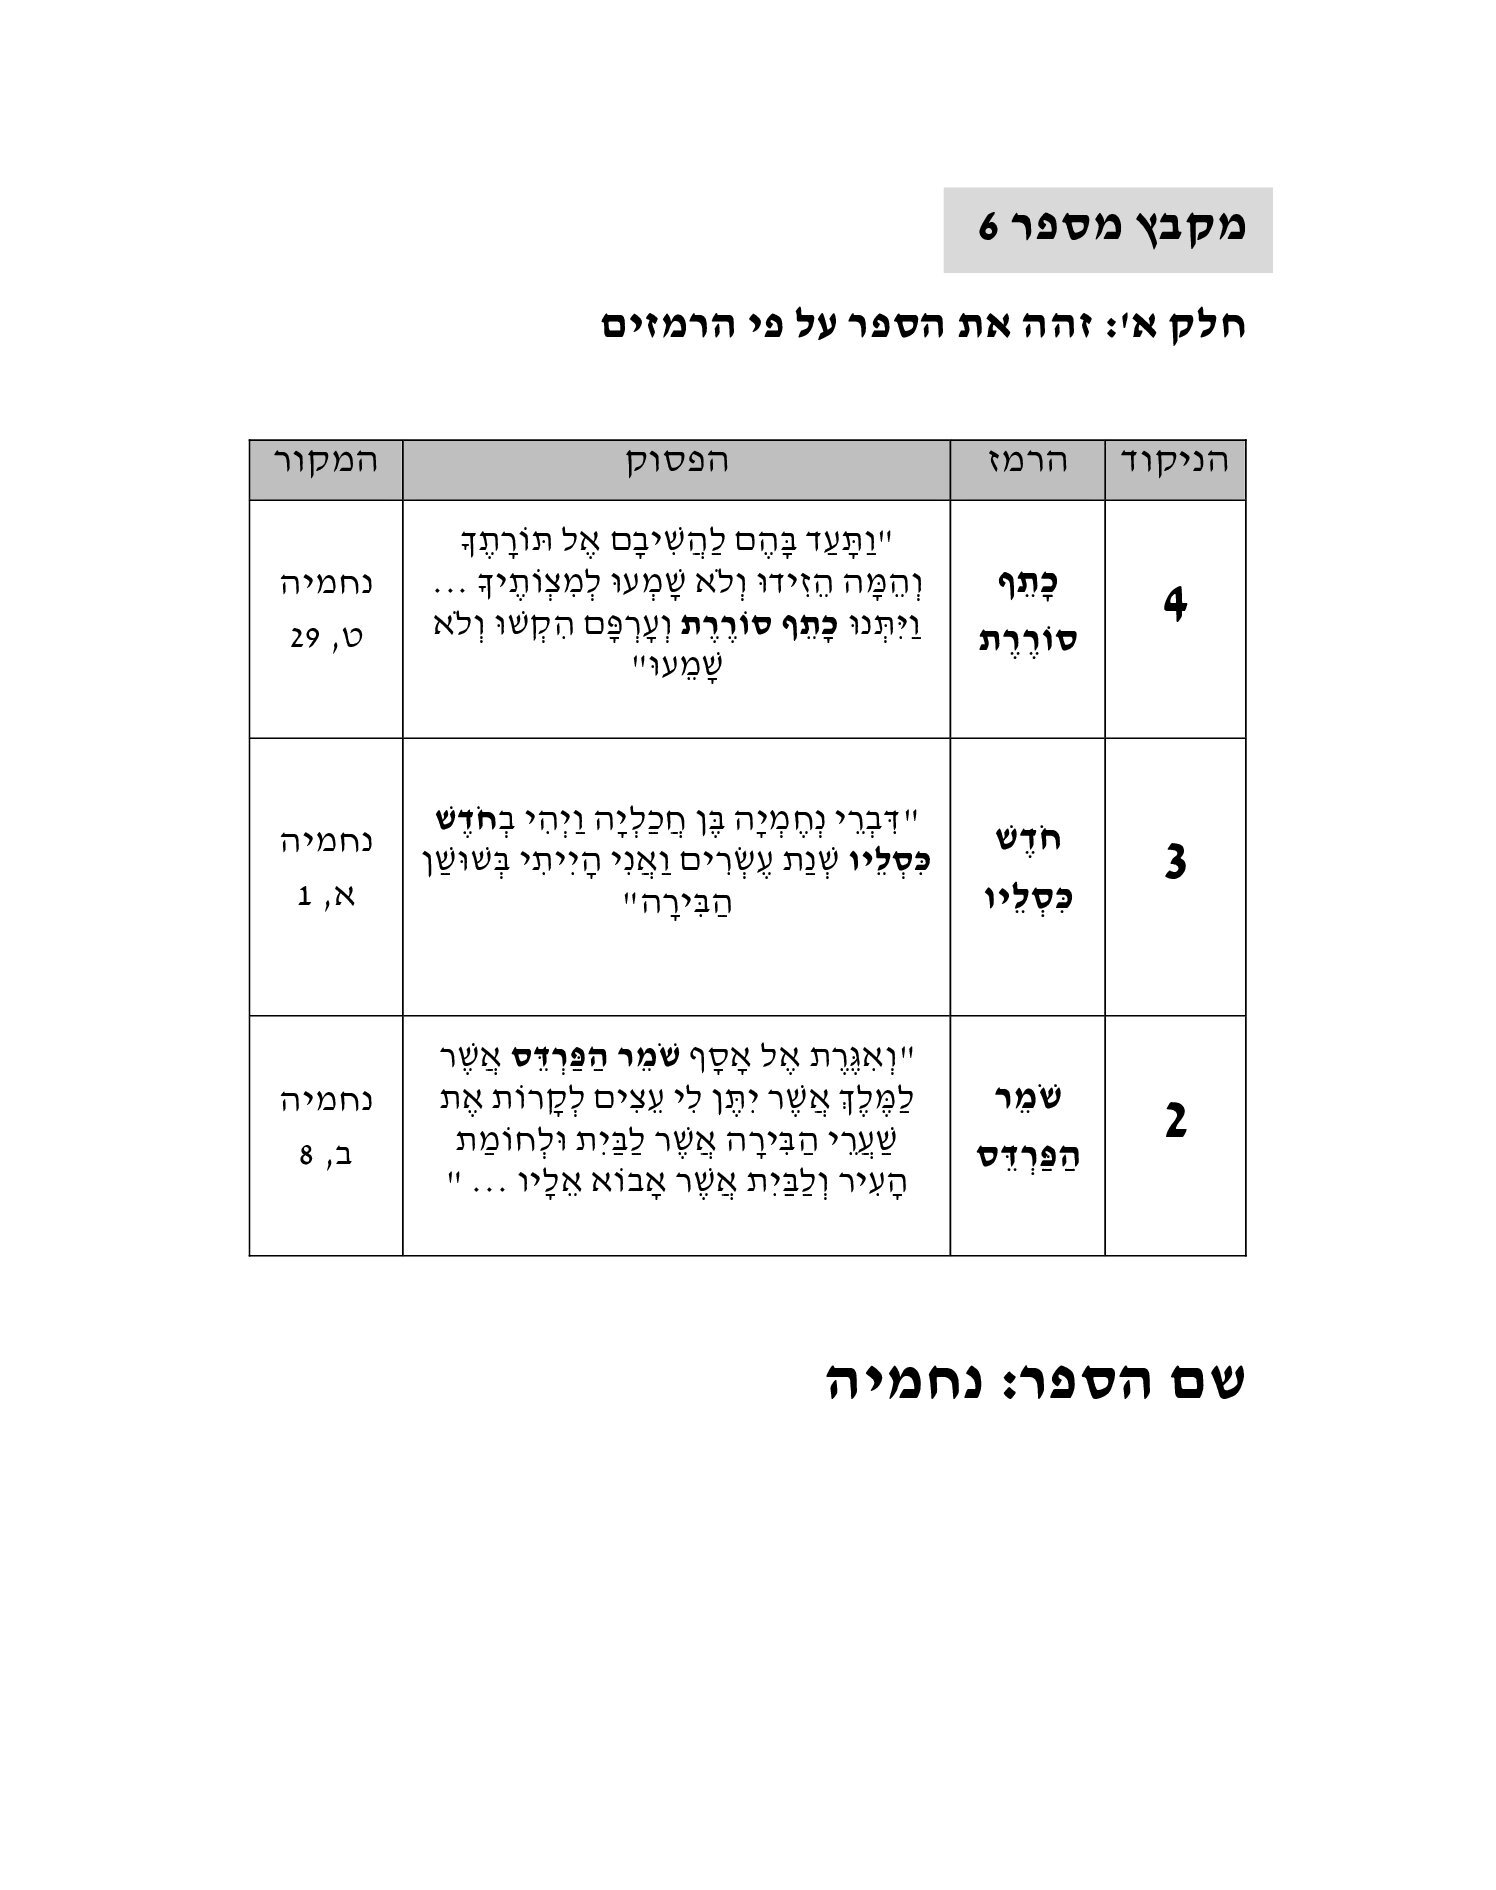 מקבץ מספר 6
חלק א': זהה את הספר על פי הרמזים
הניקוד הרמז הפסוק המקור
4
כָּתֵף
סוֹרֶרֶת
"וַתָּעַד בָּהֶם לַהֲשִׁיבָם אֶל תּוֹרָתֶךָ
וְהֵמָּה הֵזִידוּ וְלֹא שָׁמְעוּ לְמִצְוֹתֶיךָ ...
וַיִּתְּנוּ כָתֵף סוֹרֶרֶת וְעָרְפָּם הִקְשׁוּ וְלֹא
שָׁמֵעוּ"
נחמיה
ט, 29
3
חֹדֶשׁ
כִּסְלֵיו
"דִּבְרֵי נְחֶמְיָה בֶּן חֲכַלְיָה וַיְהִי בְחֹדֶשׁ
כִּסְלֵיו שְׁנַת עֶשְׂרִים וַאֲנִי הָיִיתִי בְּשׁוּשַׁן
הַבִּירָה"
נחמיה
א, 1
2
שֹׁמֵר
הַפַּרְדֵּס
"וְאִגֶּרֶת אֶל אָסָף שֹׁמֵר הַפַּרְדֵּס אֲשֶׁר
לַמֶּלֶךְ אֲשֶׁר יִתֶּן לִי עֵצִים לְקָרוֹת אֶת
שַׁעֲרֵי הַבִּירָה אֲשֶׁר לַבַּיִת וּלְחוֹמַת
הָעִיר וְלַבַּיִת אֲשֶׁר אָבוֹא אֵלָיו ... "
נחמיה
ב, 8
שם הספר: נחמיה